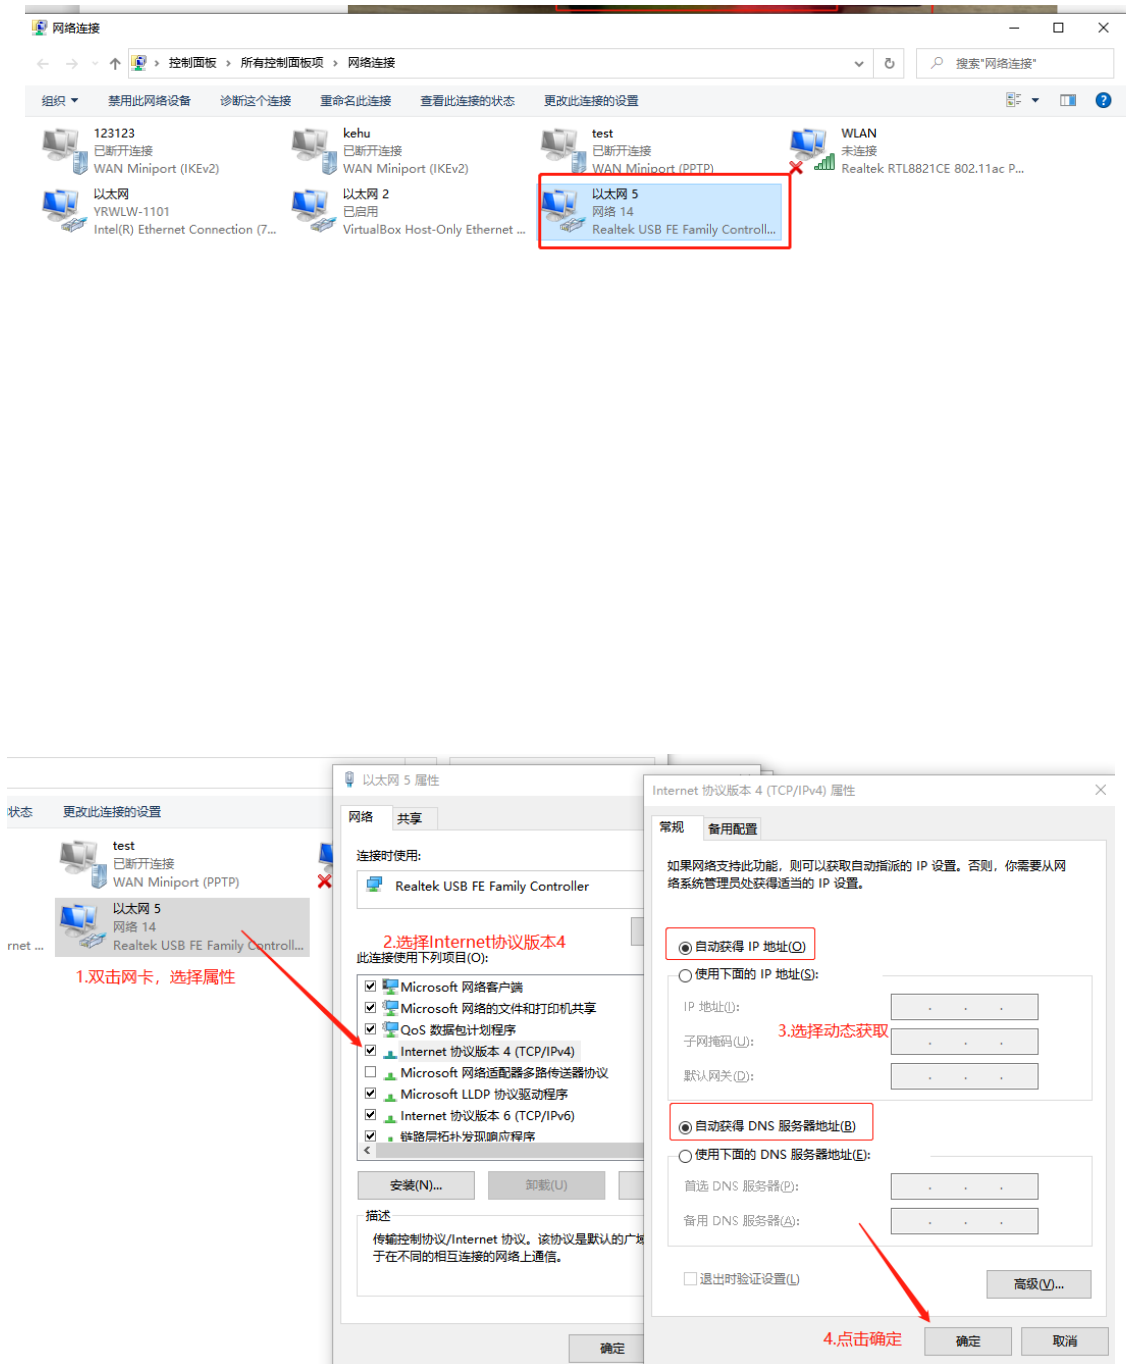 网络连接
控制面板 › 所有控制面板项 › 网络连接
搜索"网络连接"
组织 禁用此网络设备 诊断这个连接 重命名此连接 查看此连接的状态 更改此连接的设置
123123
已断开连接
WAN Miniport (IKEv2)
kehu
已断开连接
WAN Miniport (IKEv2)
test
已断开连接
WAN Miniport (PPTP)
WLAN
未连接
Realtek RTL8821CE 802.11ac P...
以太网
YRWLW-1101
Intel(R) Ethernet Connection (7...
以太网 2
已启用
VirtualBox Host-Only Ethernet ...
以太网 5
网络 14
Realtek USB FE Family Controll...
状态 更改此连接的设置
test
已断开连接
WAN Miniport (PPTP)
以太网 5
网络 14
rnet ... Realtek USB FE Family Controll...
1.双击网卡，选择属性
以太网 5 属性
网络 共享
连接时使用:
Realtek USB FE Family Controller
2.选择Internet协议版本4
此连接使用下列项目(O):
Microsoft 网络客户端
Microsoft 网络的文件和打印机共享
QoS 数据包计划程序
Internet 协议版本 4 (TCP/IPv4)
Microsoft 网络适配器多路传送器协议
Microsoft LLDP 协议驱动程序
Internet 协议版本 6 (TCP/IPv6)
链路层拓扑发现响应程序
安装(N)... 卸载(U)
描述
传输控制协议/Internet 协议。该协议是默认的广域
于在不同的相互连接的网络上通信。
确定
Internet 协议版本 4 (TCP/IPv4) 属性
常规 备用配置
如果网络支持此功能，则可以获取自动指派的 IP 设置。否则，你需要从网
络系统管理员处获得适当的 IP 设置。
自动获得 IP 地址(O)
使用下面的 IP 地址(S):
IP 地址(I):
子网掩码(U):
3.选择动态获取
默认网关(D):
自动获得 DNS 服务器地址(B)
使用下面的 DNS 服务器地址(E):
首选 DNS 服务器(P):
备用 DNS 服务器(A):
退出时验证设置(L)
高级(V)...
4.点击确定
确定 取消